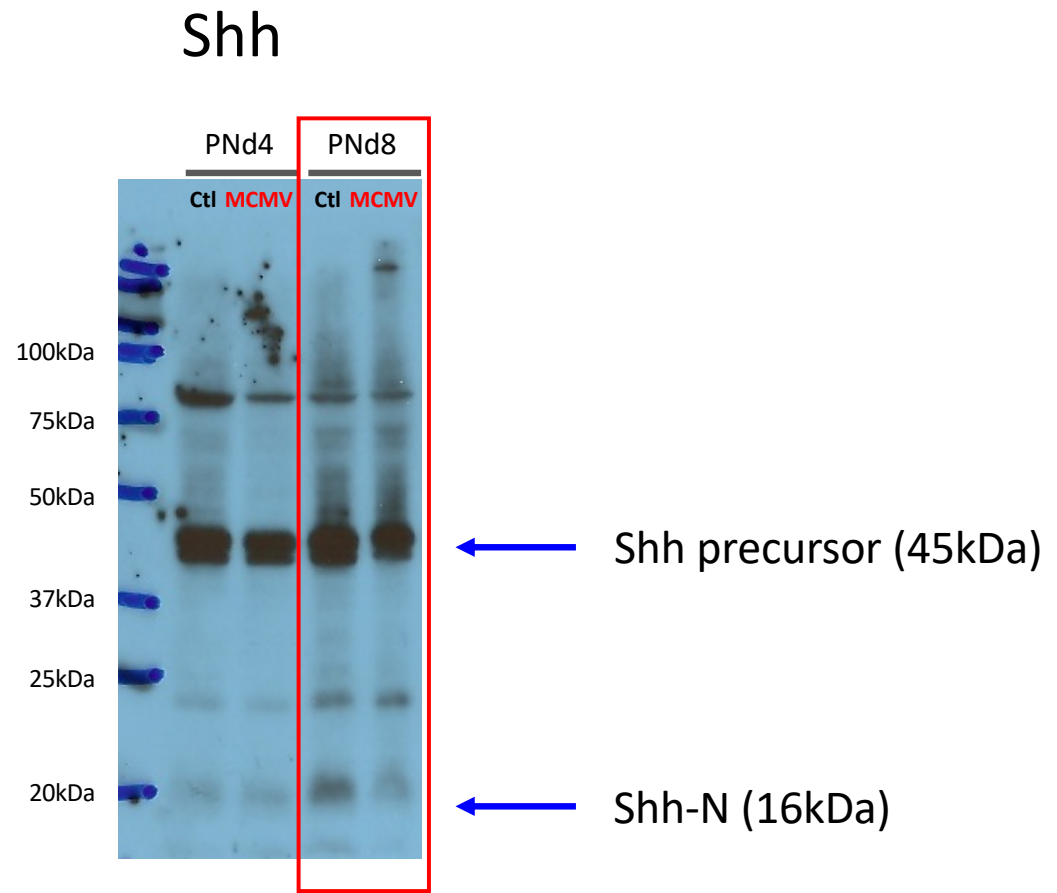 Shh
PNd4 PNd8
Ctl MCMV Ctl MCMV
100kDa
75kDa
50kDa
Shh precursor (45kDa)
37kDa
25kDa
20kDa
Shh-N (16kDa)